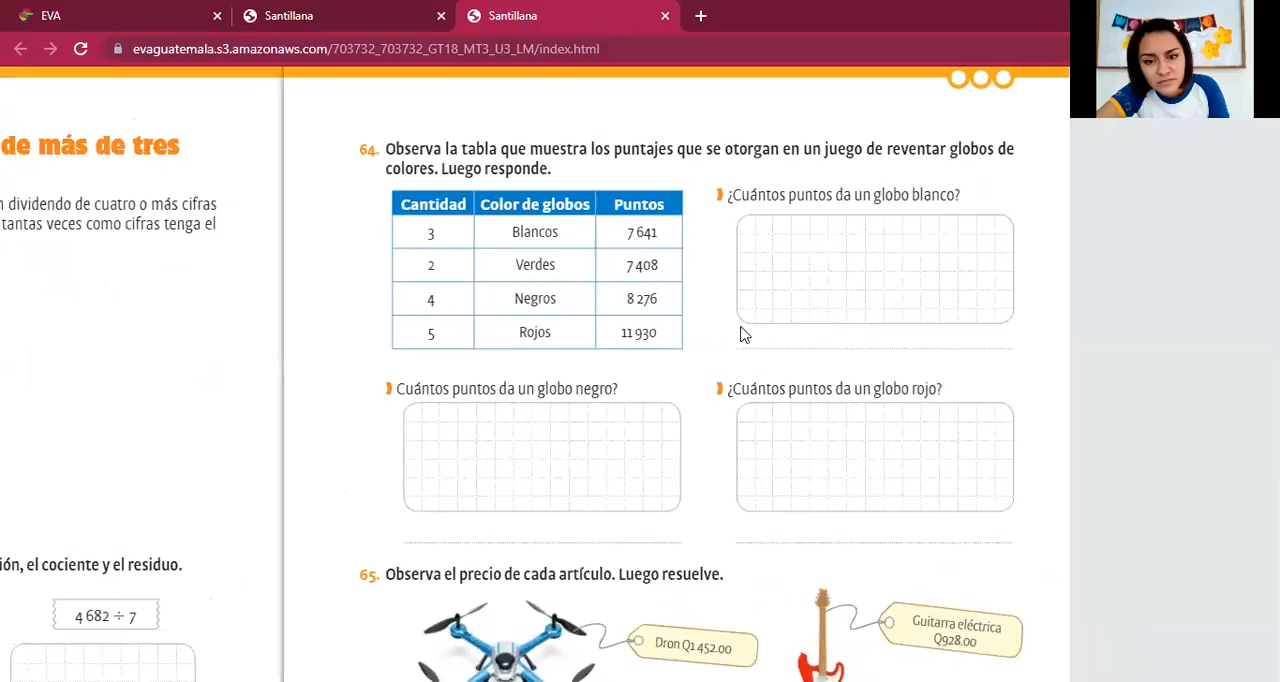 EVA
Santillana
Santillana
evaguatemala.s3.amazonaws.com/703732_703732_GT18_MT3_U3_LM/index.html
de más de tres
dividendo de cuatro o más cifras
tantas veces como cifras tenga el
ión, el cociente y el residuo.
4 682 ÷ 7
64. Observa la tabla que muestra los puntajes que se otorgan en un juego de reventar globos de
colores. Luego responde.
Cantidad Color de globos Puntos
3 Blancos 7 641
2 Verdes 7 408
4 Negros 8 276
5 Rojos 11 930
¿Cuántos puntos da un globo blanco?
Cuántos puntos da un globo negro?
¿Cuántos puntos da un globo rojo?
65. Observa el precio de cada artículo. Luego resuelve.
Dron Q1 452.00
Guitarra eléctrica
Q928.00